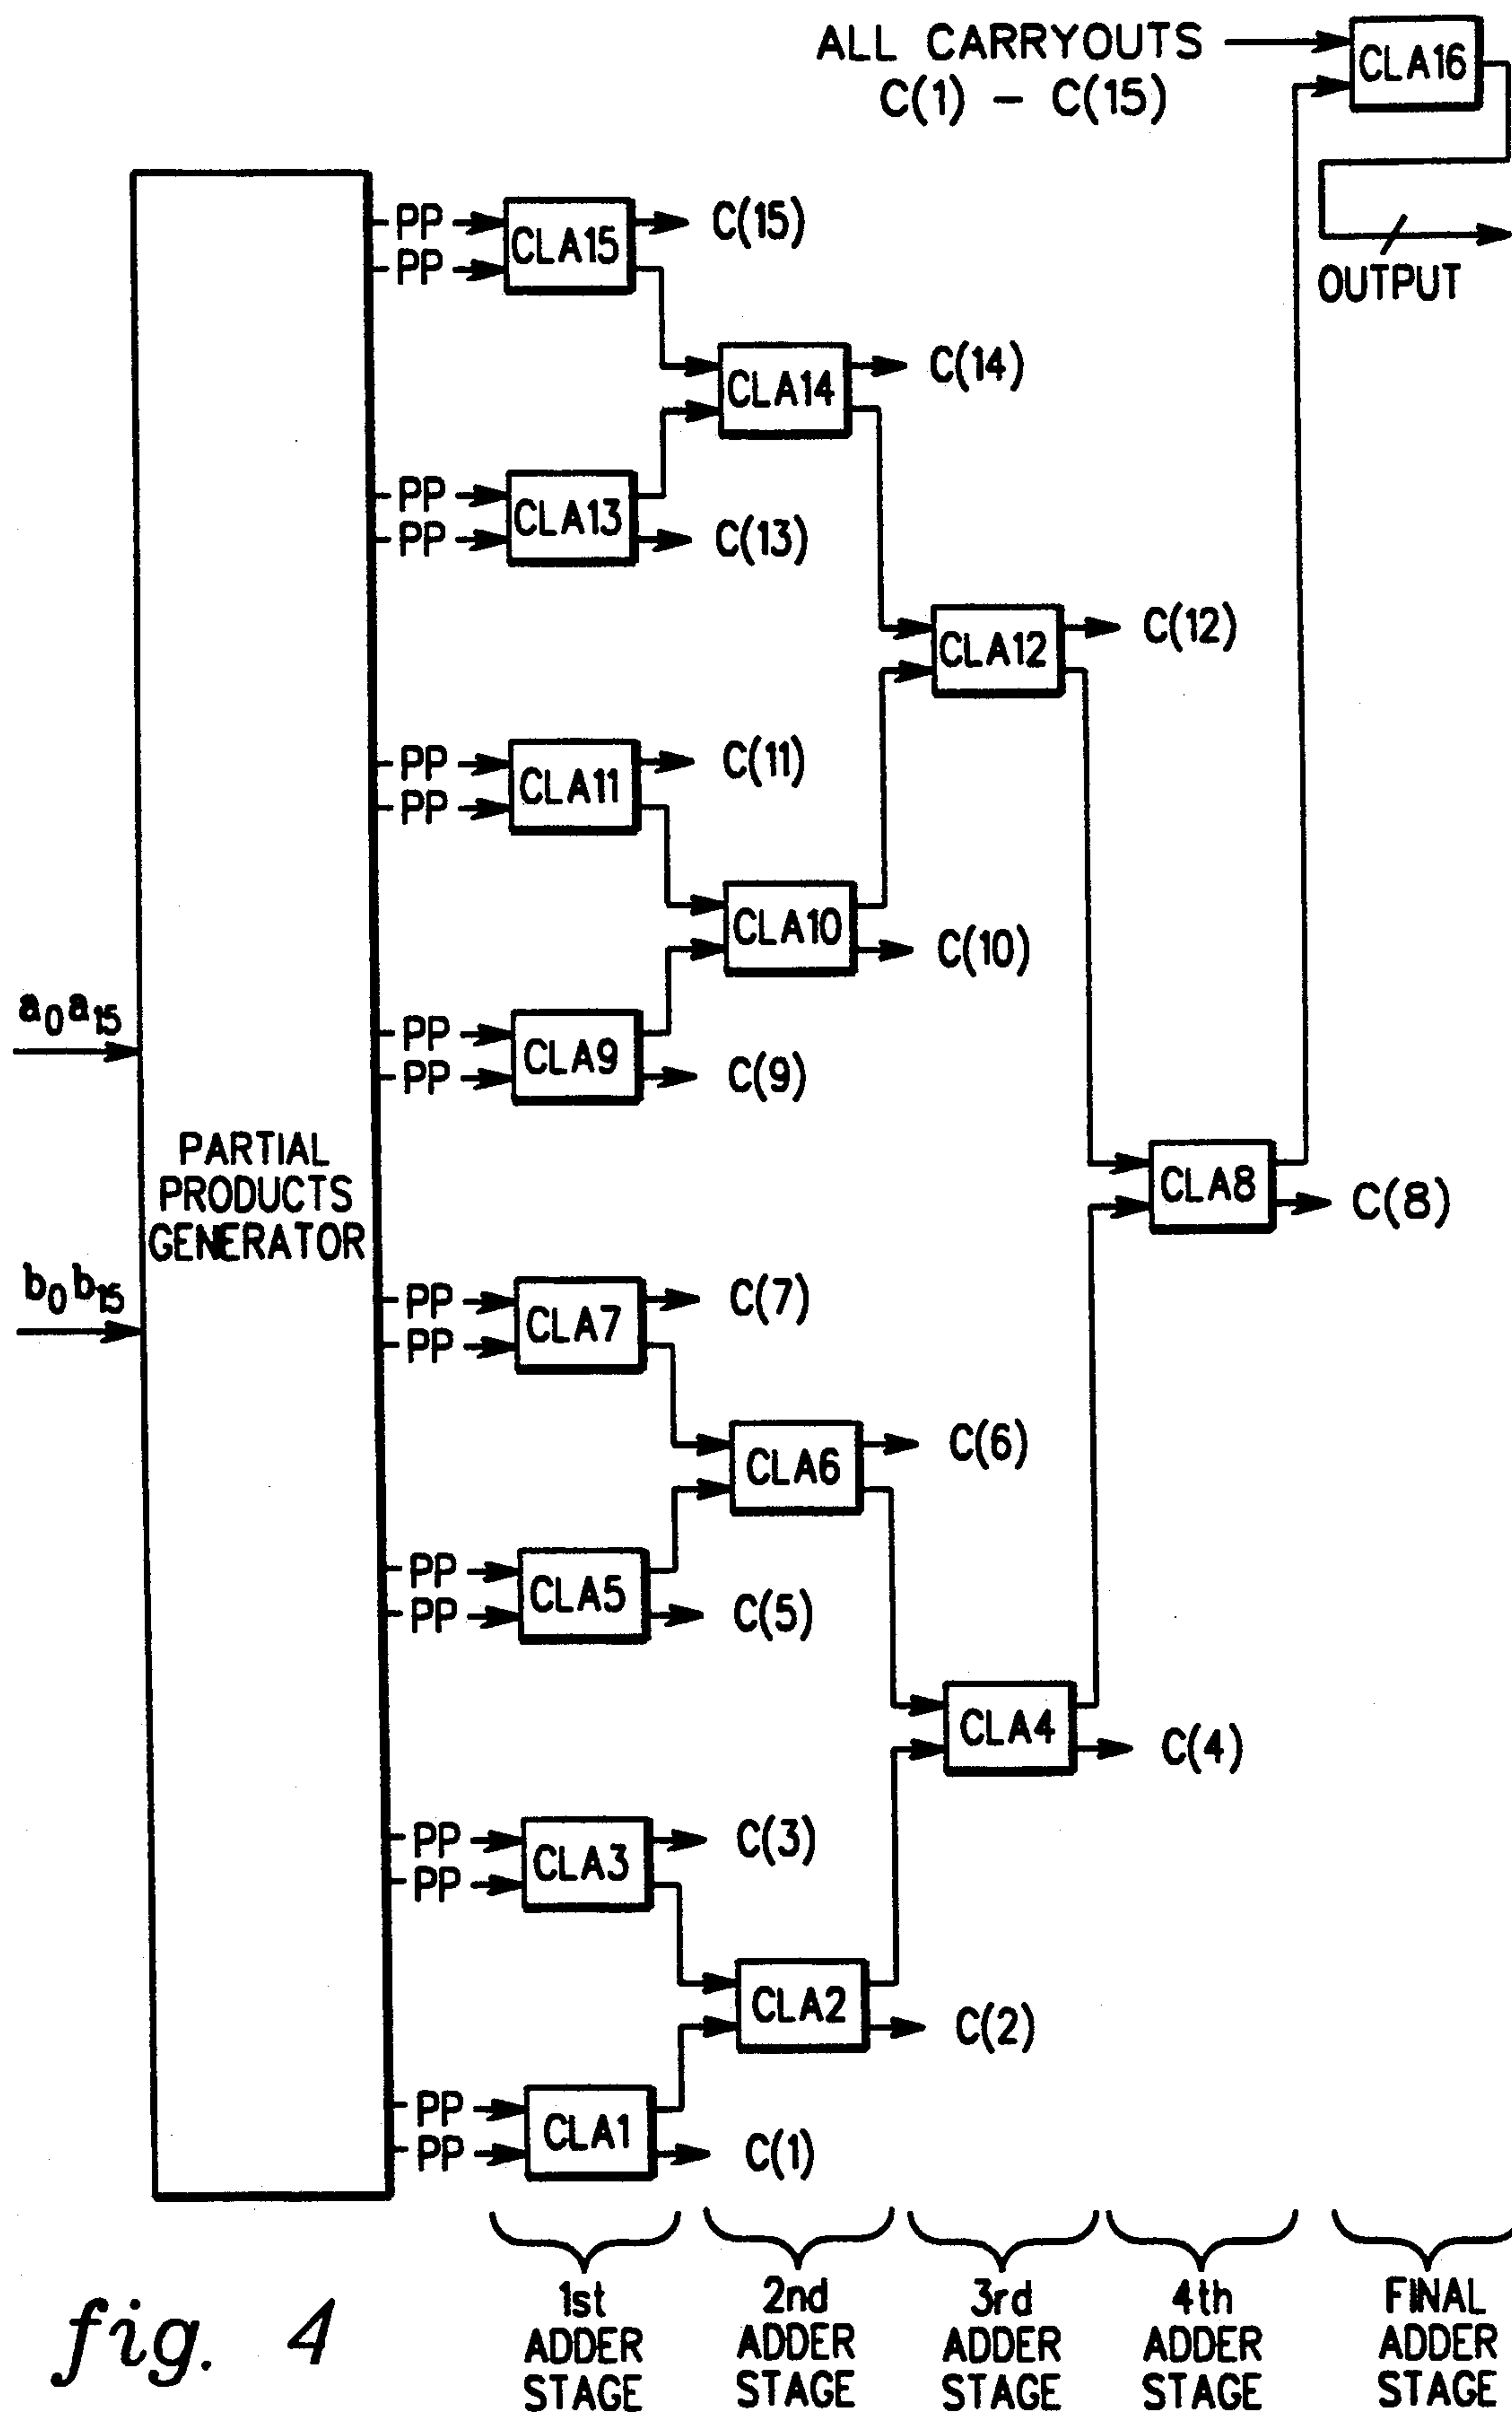 ALL CARRYOUTS
C(1) – C(15)
CLA16
OUTPUT
PP
PP
CLA15
C(15)
CLA14
C(14)
PP
PP
CLA13
C(13)
CLA12
C(12)
PP
PP
CLA11
C(11)
CLA10
C(10)
a0a15
PP
PP
CLA9
C(9)
PARTIAL
PRODUCTS
GENERATOR
CLA8
C(8)
b0b15
PP
PP
CLA7
C(7)
CLA6
C(6)
PP
PP
CLA5
C(5)
CLA4
C(4)
PP
PP
CLA3
C(3)
CLA2
C(2)
PP
PP
CLA1
C(1)
1st
ADDER
STAGE
2nd
ADDER
STAGE
3rd
ADDER
STAGE
4th
ADDER
STAGE
FINAL
ADDER
STAGE
fig. 4